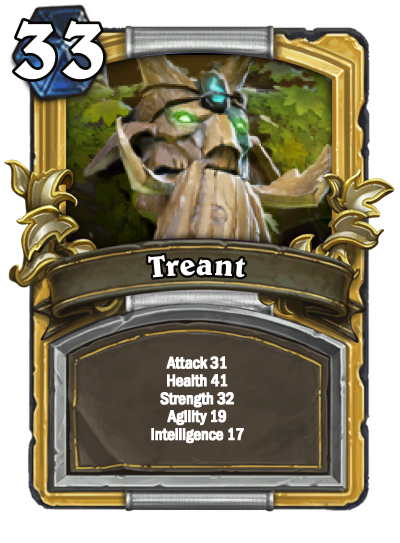 33
Treant
Attack 31
Health 41
Strength 32
Agility 19
Intelligence 17